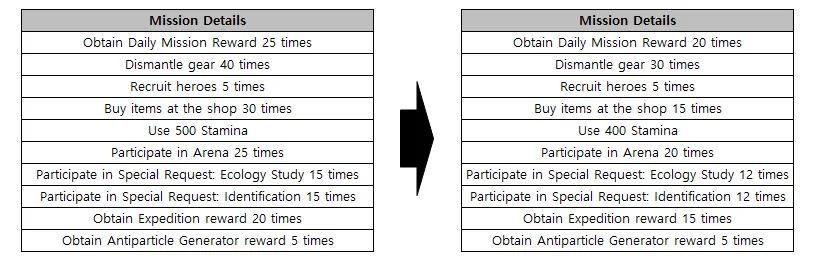 Mission Details
Obtain Daily Mission Reward 25 times
Dismantle gear 40 times
Recruit heroes 5 times
Buy items at the shop 30 times
Use 500 Stamina
Participate in Arena 25 times
Participate in Special Request: Ecology Study 15 times
Participate in Special Request: Identification 15 times
Obtain Expedition reward 20 times
Obtain Antiparticle Generator reward 5 times
Mission Details
Obtain Daily Mission Reward 20 times
Dismantle gear 30 times
Recruit heroes 5 times
Buy items at the shop 15 times
Use 400 Stamina
Participate in Arena 20 times
Participate in Special Request: Ecology Study 12 times
Participate in Special Request: Identification 12 times
Obtain Expedition reward 15 times
Obtain Antiparticle Generator reward 5 times